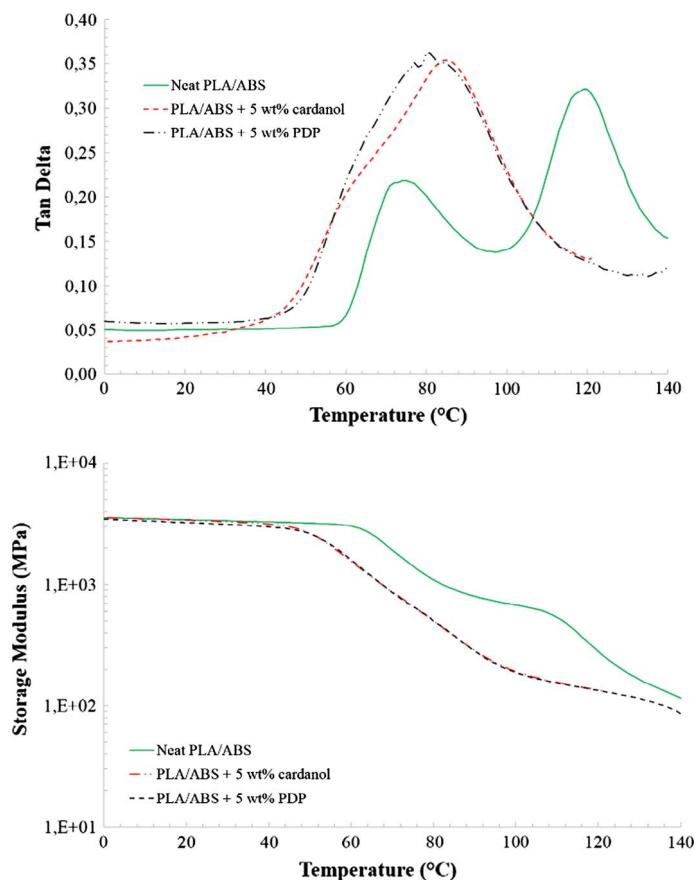 0,40
0,35
0,30
0,25
0,20
0,15
0,10
0,05
0,00
Tan Delta
Neat PLA/ABS
PLA/ABS + 5 wt% cardanol
PLA/ABS + 5 wt% PDP
0 20 40 60 80 100 120 140
Temperature (°C)
1,E+04
1,E+03
1,E+02
1,E+01
Storage Modulus (MPa)
Neat PLA/ABS
PLA/ABS + 5 wt% cardanol
PLA/ABS + 5 wt% PDP
0 20 40 60 80 100 120 140
Temperature (°C)